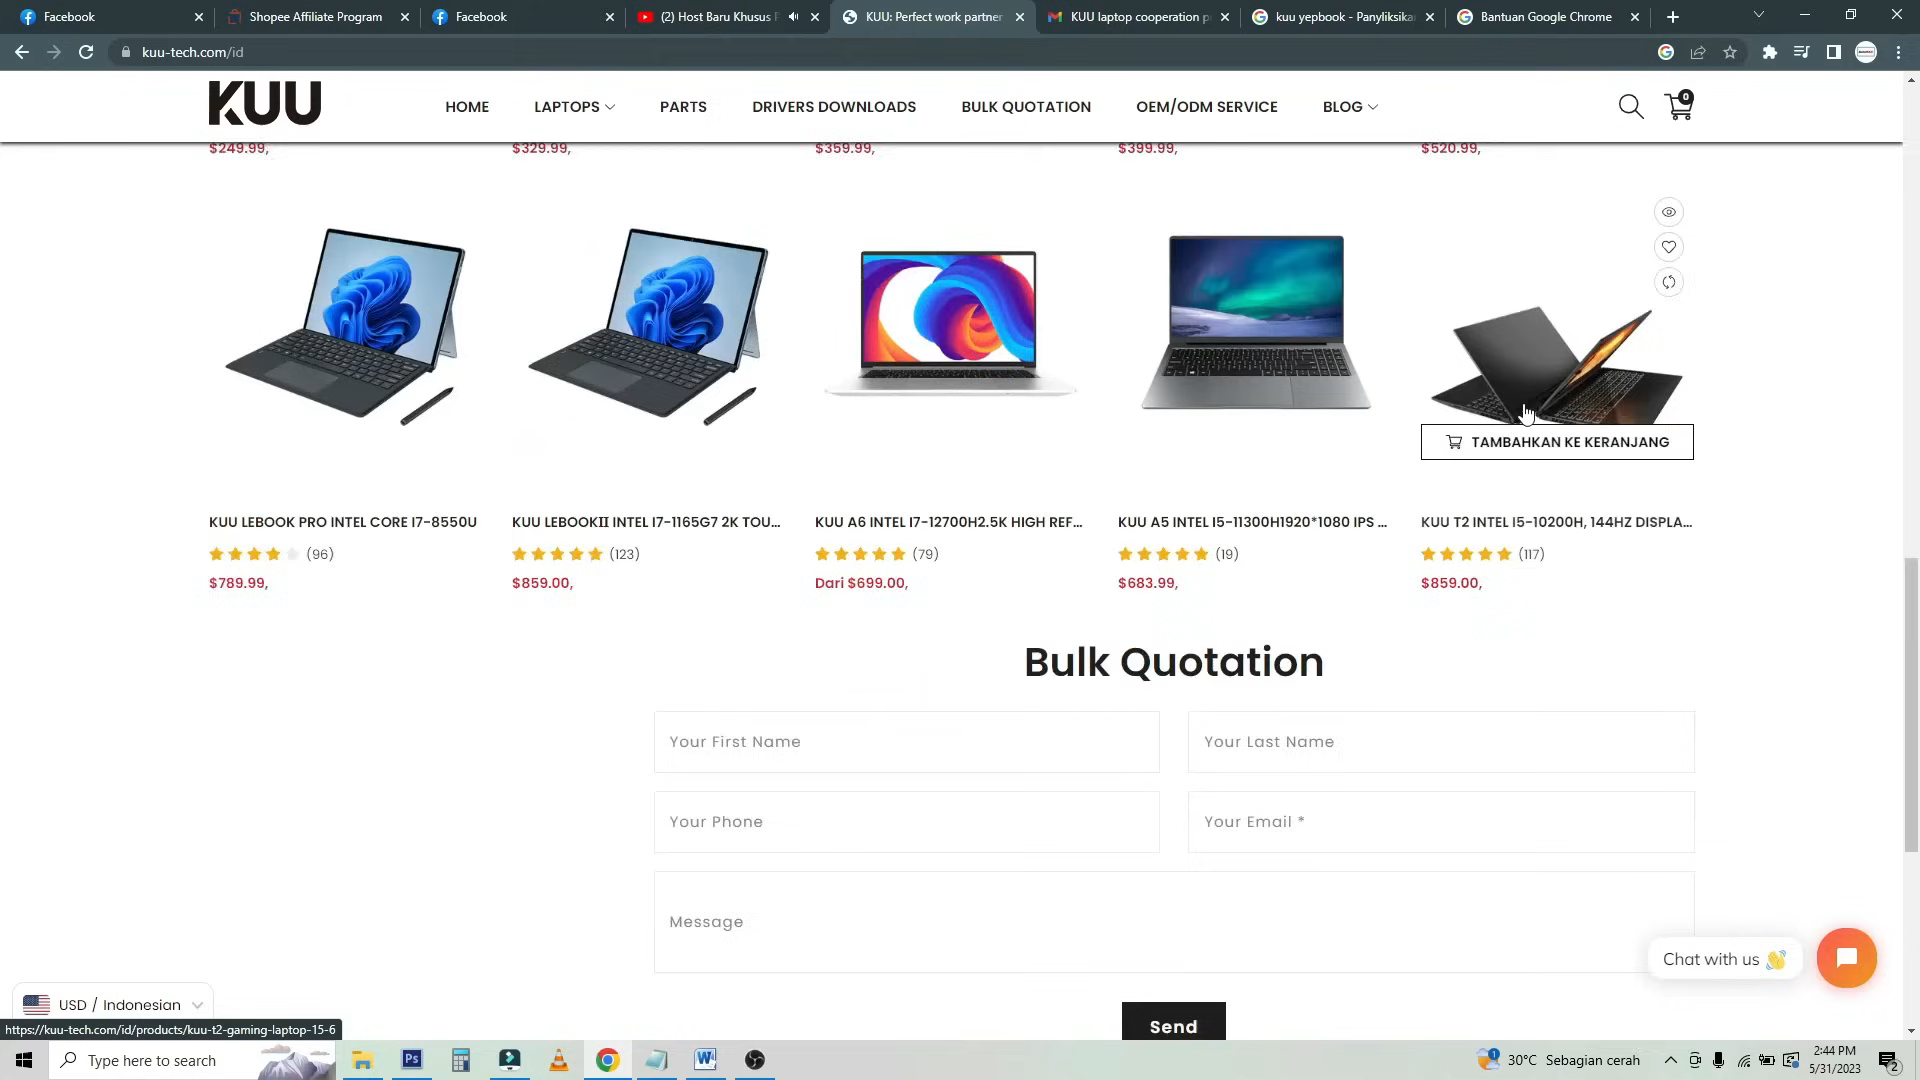 Facebook
Shopee Affiliate Program
Facebook
(2) Host Baru Khusus
KUU: Perfect work partner
KUU laptop cooperation p
kuu yepbook - Panyliksika
Bantuan Google Chrome
kuu-tech.com/id
KUU
HOME
LAPTOPS
PARTS
DRIVERS DOWNLOADS
BULK QUOTATION
OEM/ODM SERVICE
BLOG
0
$249.99,
$329.99,
$359.99,
$399.99,
$520.99,
TAMBAHKAN KE KERANJANG
KUU LEBOOK PRO INTEL CORE I7-8550U
KUU LEBOOKII INTEL I7-1165G7 2K TOU...
KUU A6 INTEL I7-12700H2.5K HIGH REF...
KUU A5 INTEL I5-11300H1920*1080 IPS ...
KUU T2 INTEL I5-10200H, 144HZ DISPLA...
(96)
(123)
(79)
(19)
(117)
$789.99,
$859.00,
Dari $699.00,
$683.99,
$859.00,
Bulk Quotation
Your First Name
Your Last Name
Your Phone
Your Email *
Message
Chat with us 👋
USD / Indonesian
Send
https://kuu-tech.com/id/products/kuu-t2-gaming-laptop-15-6
Type here to search
Ps
W
1
30°C Sebagian cerah
2:44 PM
5/31/2023
2